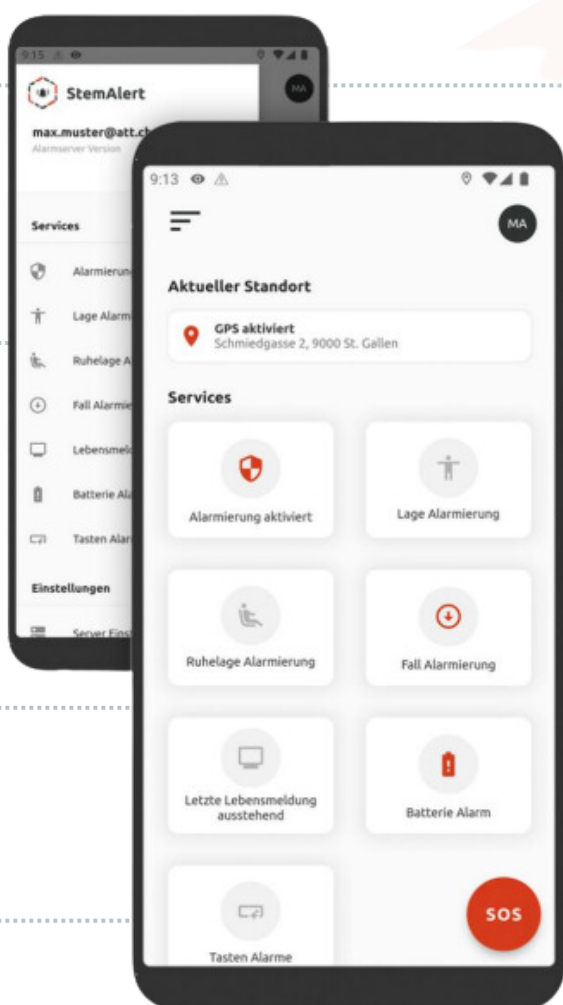 9:15
StemAlert
MA
max.muster@att.ch
Alarmserver Version
Services
Alarmierun
Lage Alarm
Ruhelage A
Fall Alarmie
Lebensmel
Batterie Ala
Tasten Alar
Einstellungen
Server Einst
9:13
MA
Aktueller Standort
GPS aktiviert
Schmiedgasse 2, 9000 St. Gallen
Services
Alarmierung aktiviert
Lage Alarmierung
Ruhelage Alarmierung
Fall Alarmierung
Letzte Lebensmeldung
ausstehend
Batterie Alarm
Tasten Alarme
SOS